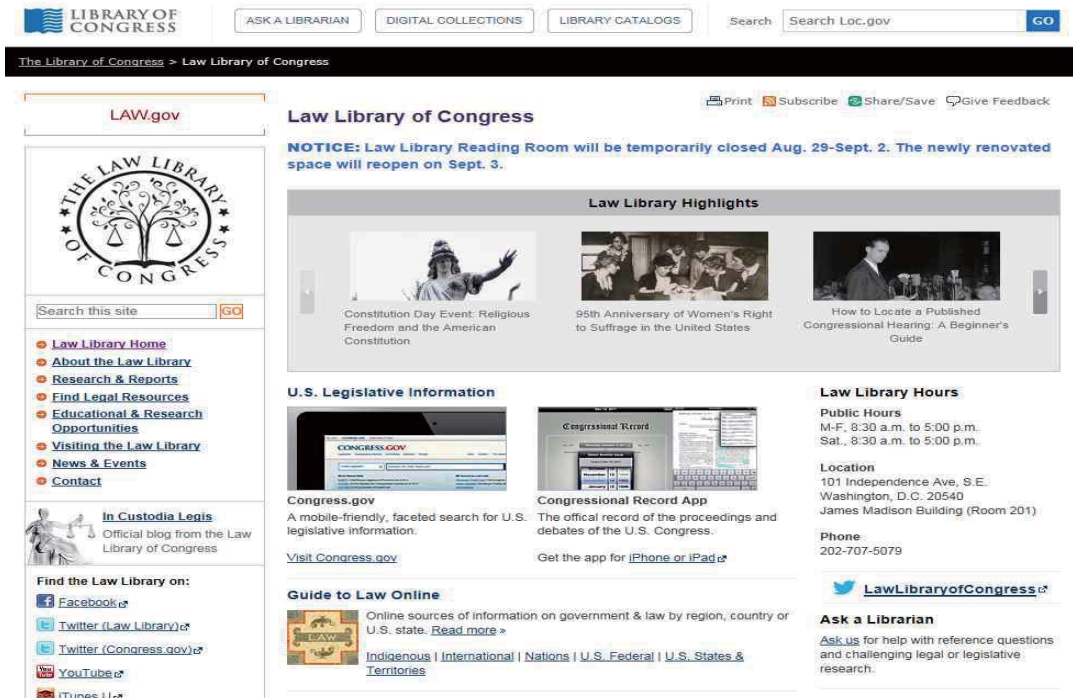 LIBRARY OF
CONGRESS
ASK A LIBRARIAN
DIGITAL COLLECTIONS
LIBRARY CATALOGS
Search
Search Loc.gov
GO
The Library of Congress > Law Library of Congress
LAW.gov
THE LAW LIBRARY
OF CONGRESS
Search this site
GO
Law Library Home
About the Law Library
Research & Reports
Find Legal Resources
Educational & Research
Opportunities
Visiting the Law Library
News & Events
Contact
In Custodia Legis
Official blog from the Law
Library of Congress
Find the Law Library on:
Facebook
Twitter (Law Library)
Twitter (Congress.gov)
YouTube
iTunes U
Print Subscribe Share/Save Give Feedback
Law Library of Congress
NOTICE: Law Library Reading Room will be temporarily closed Aug. 29-Sept. 2. The newly renovated
space will reopen on Sept. 3.
Law Library Highlights
Constitution Day Event: Religious
Freedom and the American
Constitution
95th Anniversary of Women's Right
to Suffrage in the United States
How to Locate a Published
Congressional Hearing: A Beginner's
Guide
U.S. Legislative Information
CONGRESS.GOV
Congress.gov
A mobile-friendly, faceted search for U.S.
legislative information.
Visit Congress.gov
Congressional Record
Congressional Record App
The offical record of the proceedings and
debates of the U.S. Congress.
Get the app for iPhone or iPad
Guide to Law Online
LAW
Online sources of information on government & law by region, country or
U.S. state. Read more »
Indigenous | International | Nations | U.S. Federal | U.S. States &
Territories
Law Library Hours
Public Hours
M-F, 8:30 a.m. to 5:00 p.m.
Sat., 8:30 a.m. to 5:00 p.m.
Location
101 Independence Ave, S.E.
Washington, D.C. 20540
James Madison Building (Room 201)
Phone
202-707-5079
LawLibraryofCongress
Ask a Librarian
Ask us for help with reference questions
and challenging legal or legislative
research.